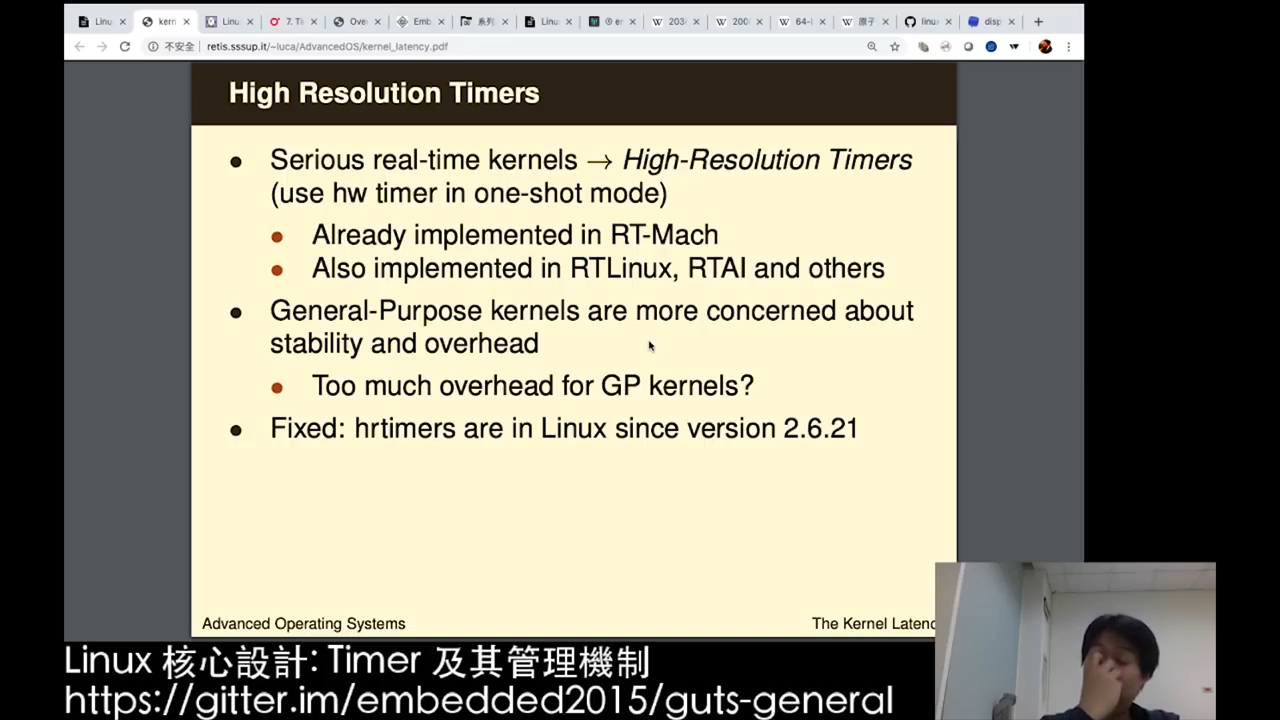 Linu
kern
Linu
7. Ti
Ove
Emb
系列
Linu
er
203
200
64-
原子
linu
disp
不安全
retis.sssup.it/~luca/AdvancedOS/kernel_latency.pdf
High Resolution Timers
Serious real-time kernels → High-Resolution Timers
(use hw timer in one-shot mode)
Already implemented in RT-Mach
Also implemented in RTLinux, RTAI and others
General-Purpose kernels are more concerned about
stability and overhead
Too much overhead for GP kernels?
Fixed: hrtimers are in Linux since version 2.6.21
Advanced Operating Systems
The Kernel Latenc
Linux 核心設計: Timer 及其管理機制
https://gitter.im/embedded2015/guts-general